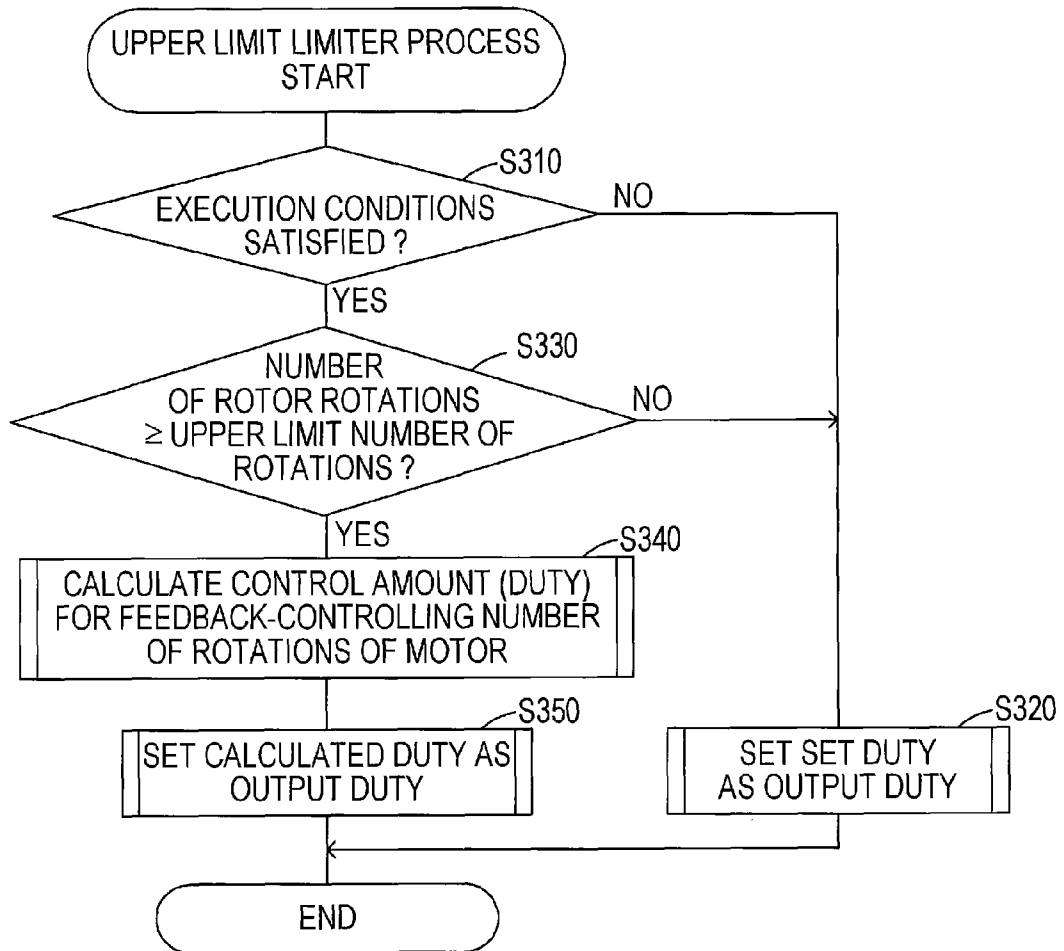 UPPER LIMIT LIMITER PROCESS
START
S310
EXECUTION CONDITIONS
SATISFIED ?
NO
YES
S330
NUMBER
OF ROTOR ROTATIONS
≥ UPPER LIMIT NUMBER OF
ROTATIONS ?
NO
YES
S340
CALCULATE CONTROL AMOUNT (DUTY)
FOR FEEDBACK-CONTROLLING NUMBER
OF ROTATIONS OF MOTOR
S350
SET CALCULATED DUTY AS
OUTPUT DUTY
S320
SET SET DUTY
AS OUTPUT DUTY
END